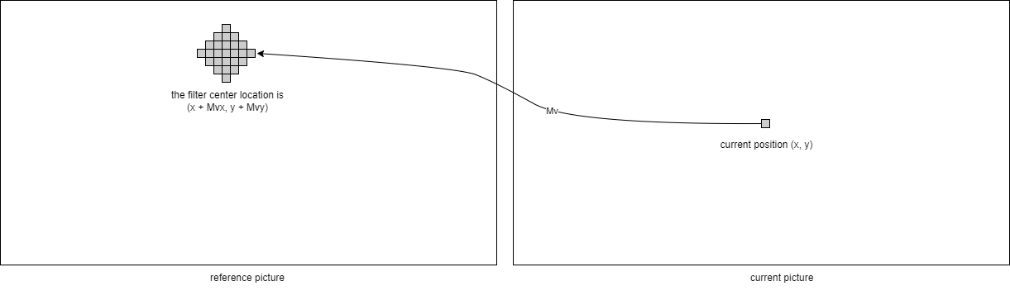 the filter center location is
(x + Mvx, y + Mvy)
Mv
current position (x, y)
reference picture
current picture